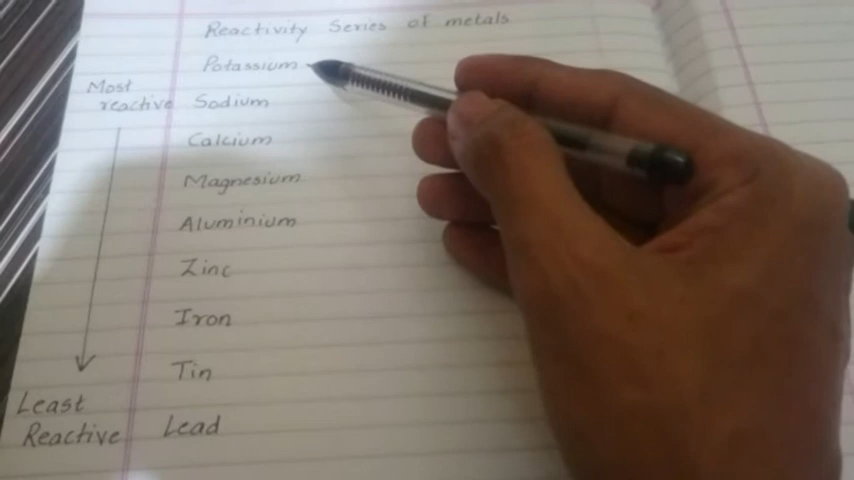 Reactivity Series of metals
Potassium
Most
reactive
Sodium
Calcium
Magnesium
Aluminium
Zinc
Iron
Tin
Least
Reactive
Lead